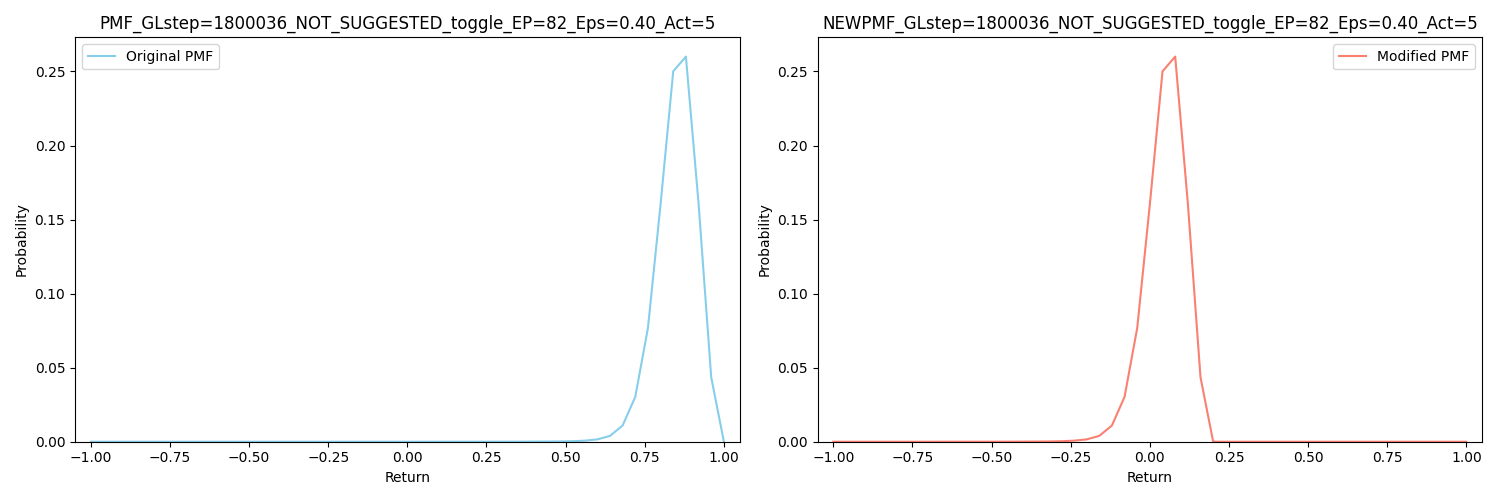 PMF_GLstep=1800036_NOT_SUGGESTED_toggle_EP=82_Eps=0.40_Act=5
Original PMF
0.25
0.20
0.15
0.10
0.05
0.00
Probability
−1.00 −0.75 −0.50 −0.25 0.00 0.25 0.50 0.75 1.00
Return
NEWPMF_GLstep=1800036_NOT_SUGGESTED_toggle_EP=82_Eps=0.40_Act=5
Modified PMF
0.25
0.20
0.15
0.10
0.05
0.00
Probability
−1.00 −0.75 −0.50 −0.25 0.00 0.25 0.50 0.75 1.00
Return